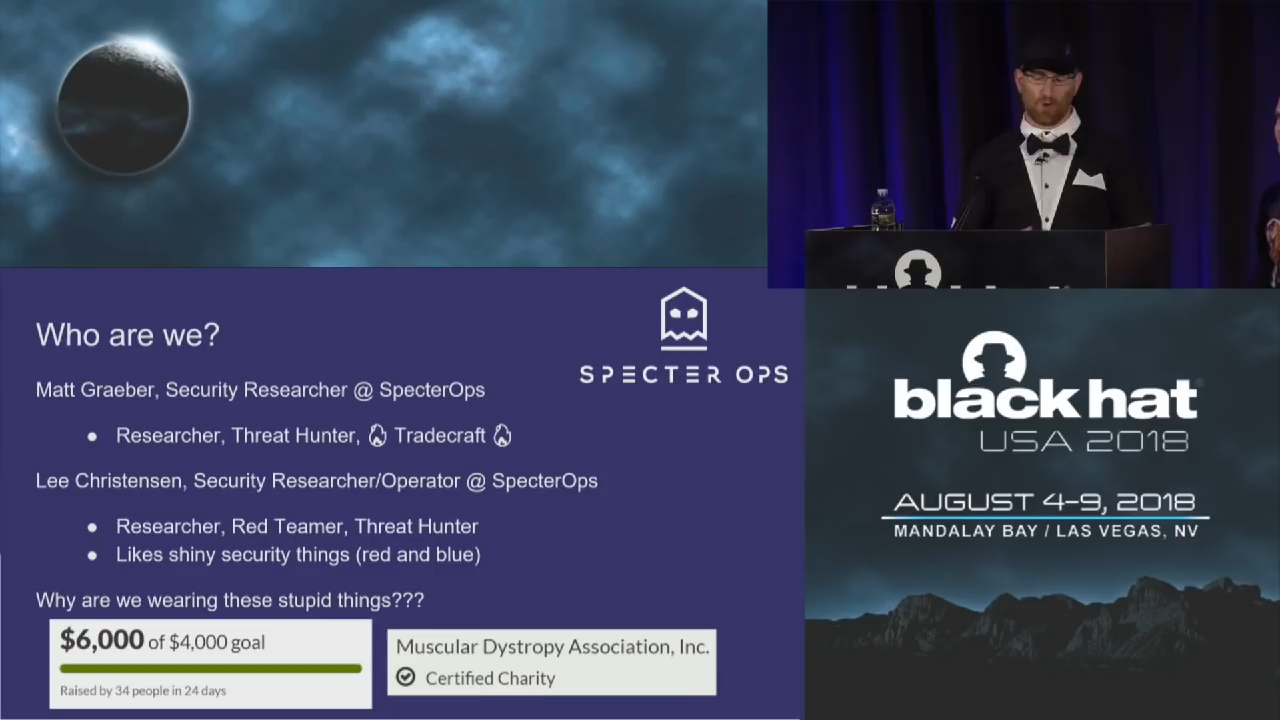 Who are we?
SPECTER OPS
Matt Graeber, Security Researcher @ SpecterOps
● Researcher, Threat Hunter, Tradecraft
Lee Christensen, Security Researcher/Operator @ SpecterOps
● Researcher, Red Teamer, Threat Hunter
● Likes shiny security things (red and blue)
Why are we wearing these stupid things???
$6,000 of $4,000 goal
Raised by 34 people in 24 days
Muscular Dystropy Association, Inc.
Certified Charity
black hat
USA 2018
AUGUST 4-9, 2018
MANDALAY BAY / LAS VEGAS, NV